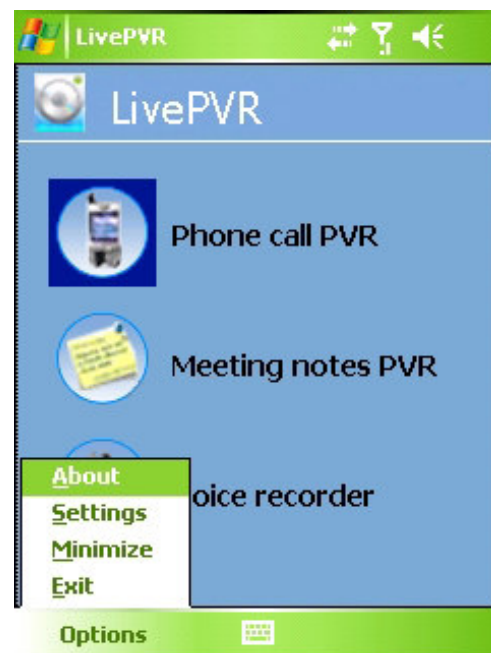 LivePVR
LivePVR
Phone call PVR
Meeting notes PVR
oice recorder
About
Settings
Minimize
Exit
Options